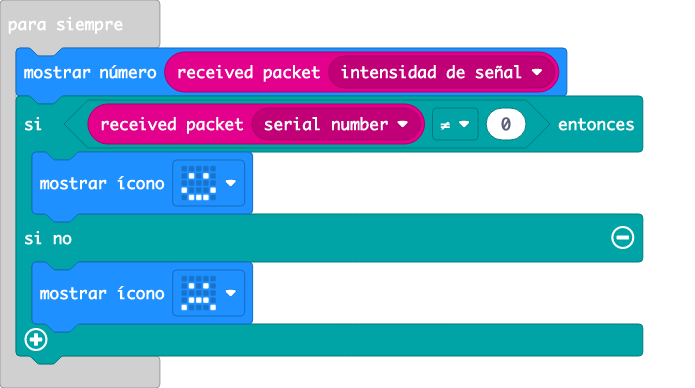 para siempre
mostrar número received packet intensidad de señal
si received packet serial number ≠ 0 entonces
mostrar ícono
si no
mostrar ícono